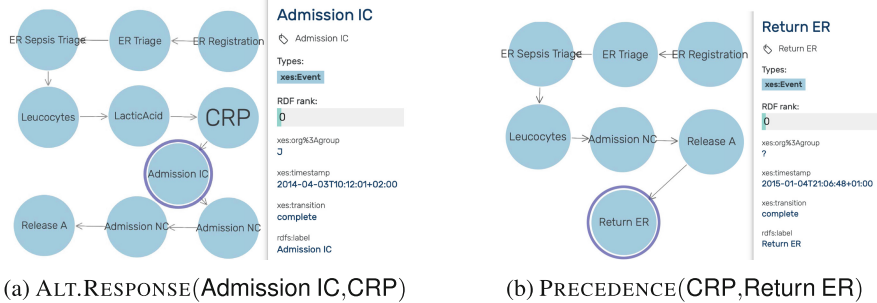 ER Sepsis Triage
ER Triage
ER Registration
Leucocytes
LacticAcid
CRP
Admission IC
Release A
Admission NC
Admission NC
Admission IC
Admission IC
Types:
xes:Event
RDF rank:
0
xes:org%3Agroup
J
xes:timestamp
2014-04-03T10:12:01+02:00
xes:transition
complete
rdfs:label
Admission IC
(a) ALT.RESPONSE(Admission IC,CRP)
ER Sepsis Triage
ER Triage
ER Registration
Leucocytes
Admission NC
Release A
Return ER
Return ER
Return ER
Types:
xes:Event
RDF rank:
0
xes:org%3Agroup
?
xes:timestamp
2015-01-04T21:06:48+01:00
xes:transition
complete
rdfs:label
Return ER
(b) PRECEDENCE(CRP,Return ER)